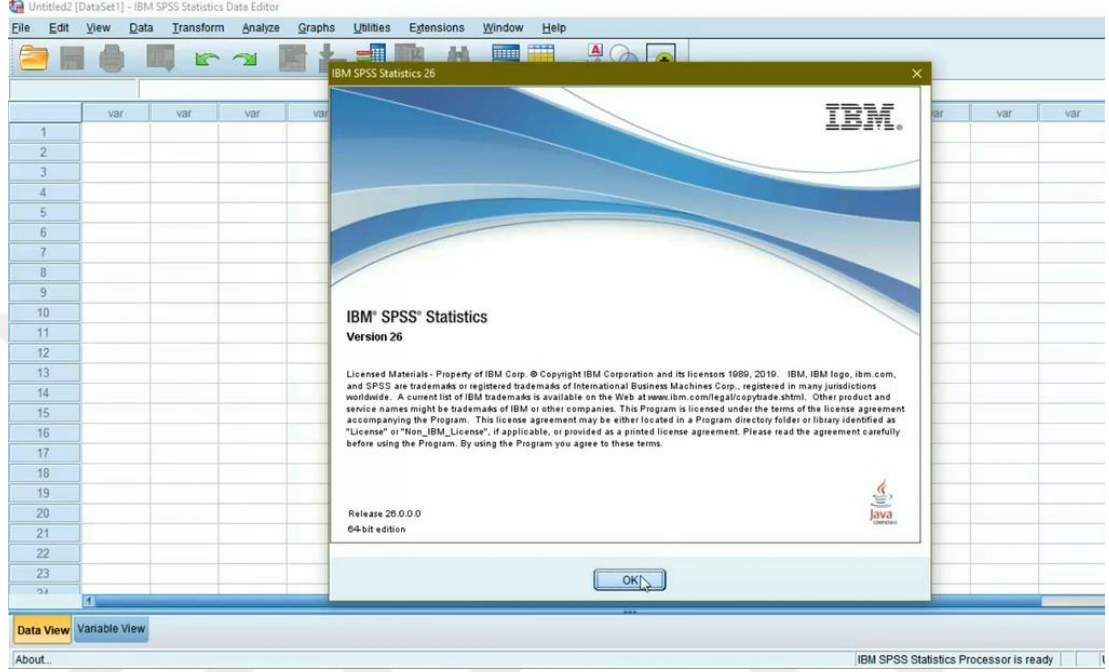 Untitled2 [DataSet1] - IBM SPSS Statistics Data Editor
File Edit View Data Transform Analyze Graphs Utilities Extensions Window Help
IBM SPSS Statistics 26
var var var var var var
IBM.
1
2
3
4
5
6
7
8
9
10
11
12
13
14
15
16
17
18
19
20
21
22
23
24
IBM® SPSS® Statistics
Version 26
Licensed Materials - Property of IBM Corp. © Copyright IBM Corporation and its licensors 1989, 2019. IBM, IBM logo, ibm.com,
and SPSS are trademarks or registered trademarks of International Business Machines Corp., registered in many jurisdictions
worldwide. A current list of IBM trademarks is available on the Web at www.ibm.com/legal/copytrade.shtml. Other product and
service names might be trademarks of IBM or other companies. This Program is licensed under the terms of the license agreement
accompanying the Program. This license agreement may be either located in a Program directory folder or library identified as
"License" or "Non_IBM_License", if applicable, or provided as a printed license agreement. Please read the agreement carefully
before using the Program. By using the Program you agree to these terms.
Release 26.0.0.0
64-bit edition
Java
COMPATIBLE
OK
Data View Variable View
About...
IBM SPSS Statistics Processor is ready